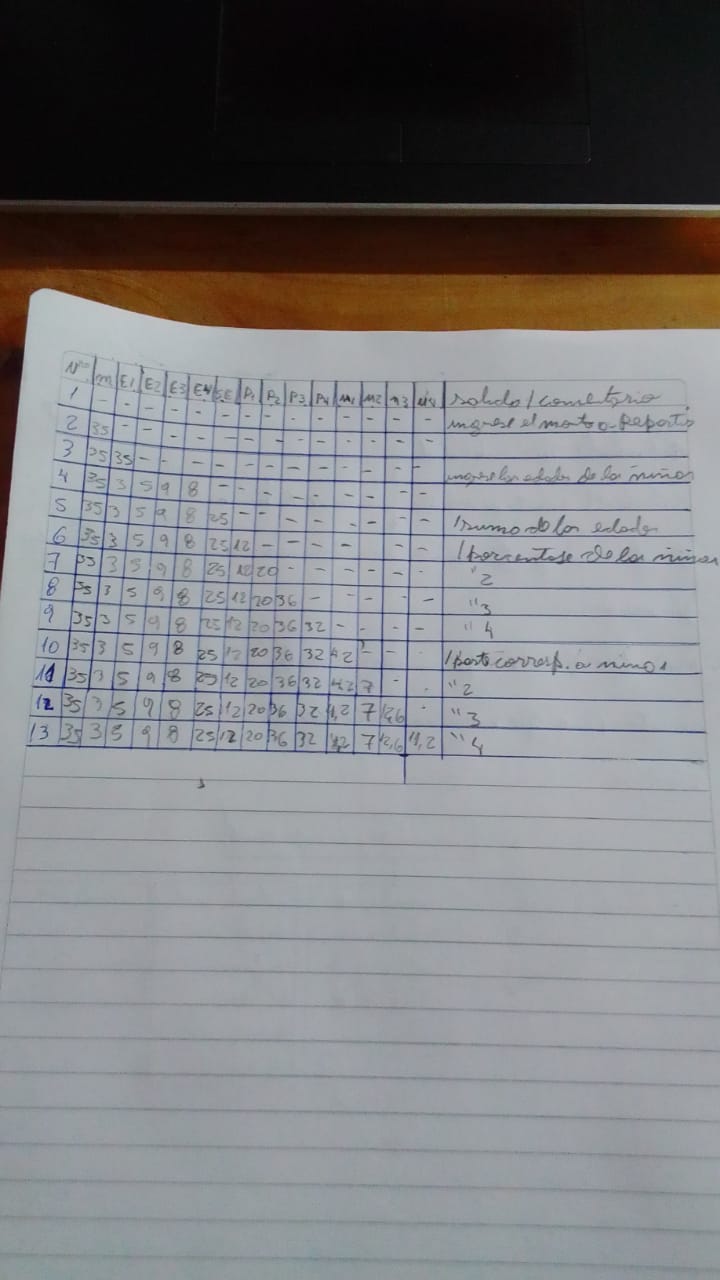 Nro m E1 E2 E3 E4 SE P1 P2 P3 P4 M1 M2 M3 M4 salida/comentario
1 - - - - - - - - - - - - - - ingrese el monto a Repartir
2 35 - - - - - - - - - - - - -
3 35 35 - - - - - - - - - - - - ingrese las edades de los niños
4 35 3 5 9 8 - - - - - - - - -
5 35 3 5 9 8 25 - - - - - - - - /suma de las edades
6 35 3 5 9 8 25 12 - - - - - - - /porcentaje de los niños
7 35 3 5 9 8 25 12 20 - - - - - - "2
8 35 3 5 9 8 25 12 20 36 - - - - - "3
9 35 3 5 9 8 25 12 20 36 32 - - - - "4
10 35 3 5 9 8 25 12 20 36 32 4,2 - - - /parte corresp. a niño 1
11 35 3 5 9 8 25 12 20 36 32 4,2 7 - - "2
12 35 3 5 9 8 25 12 20 36 32 4,2 7 12,6 - "3
13 35 3 5 9 8 25 12 20 36 32 4,2 7 12,6 11,2 "4